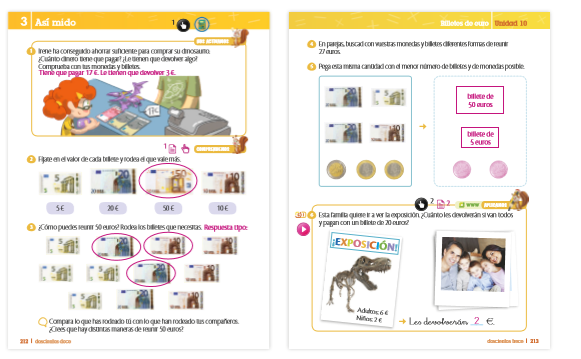 3 Así mido
1
1 Irene ha conseguido ahorrar suficiente para comprar su dinosaurio.
¿Cuánto dinero tiene que pagar? ¿Le tienen que devolver algo?
Comprueba con tus monedas y billetes.
Tiene que pagar 17 €. Le tienen que devolver 3 €.
1
2 Fíjate en el valor de cada billete y rodea el que vale más.
5 €
20 €
50 €
10 €
3 ¿Cómo puedes reunir 50 euros? Rodea los billetes que necesitas. Respuesta tipo:
Compara lo que has rodeado tú con lo que han rodeado tus compañeros.
¿Crees que hay distintas maneras de reunir 50 euros?
212 | doscientos doce
Billetes de euro Unidad 10
4 En parejas, buscad con vuestras monedas y billetes diferentes formas de reunir
27 euros.
5 Pega esta misma cantidad con el menor número de billetes y de monedas posible.
billete de
50 euros
billete de
5 euros
2 2 www
6 Esta familia quiere ir a ver la exposición. ¿Cuánto les devolverán si van todos
y pagan con un billete de 20 euros?
¡EXPOSICIÓN!
Adultos: 6 €
Niños: 2 €
Les devolverán 2 €.
doscientos trece | 213